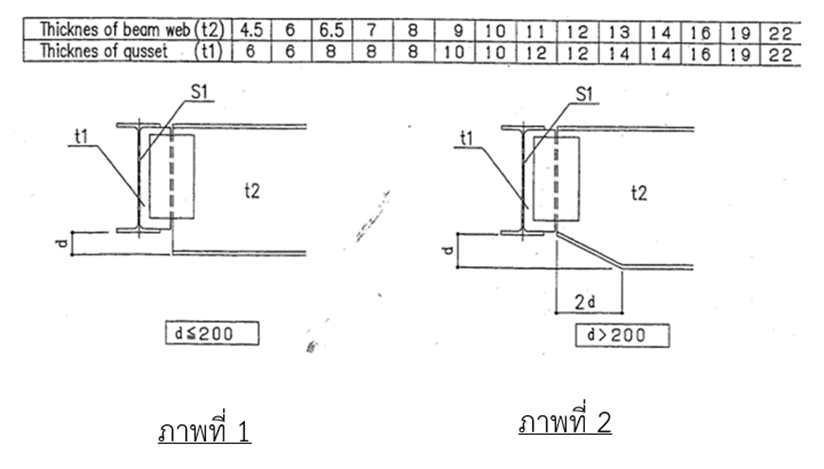 Thicknes of beam web (t2) 4.5 6 6.5 7 8 9 10 11 12 13 14 16 19 22
Thicknes of qusset (t1) 6 6 8 8 8 10 10 12 12 14 14 16 19 22
S1 S1
t1 t1
t2 t2
d d
2d
d≦200 d>200
ภาพที่ 1 ภาพที่ 2